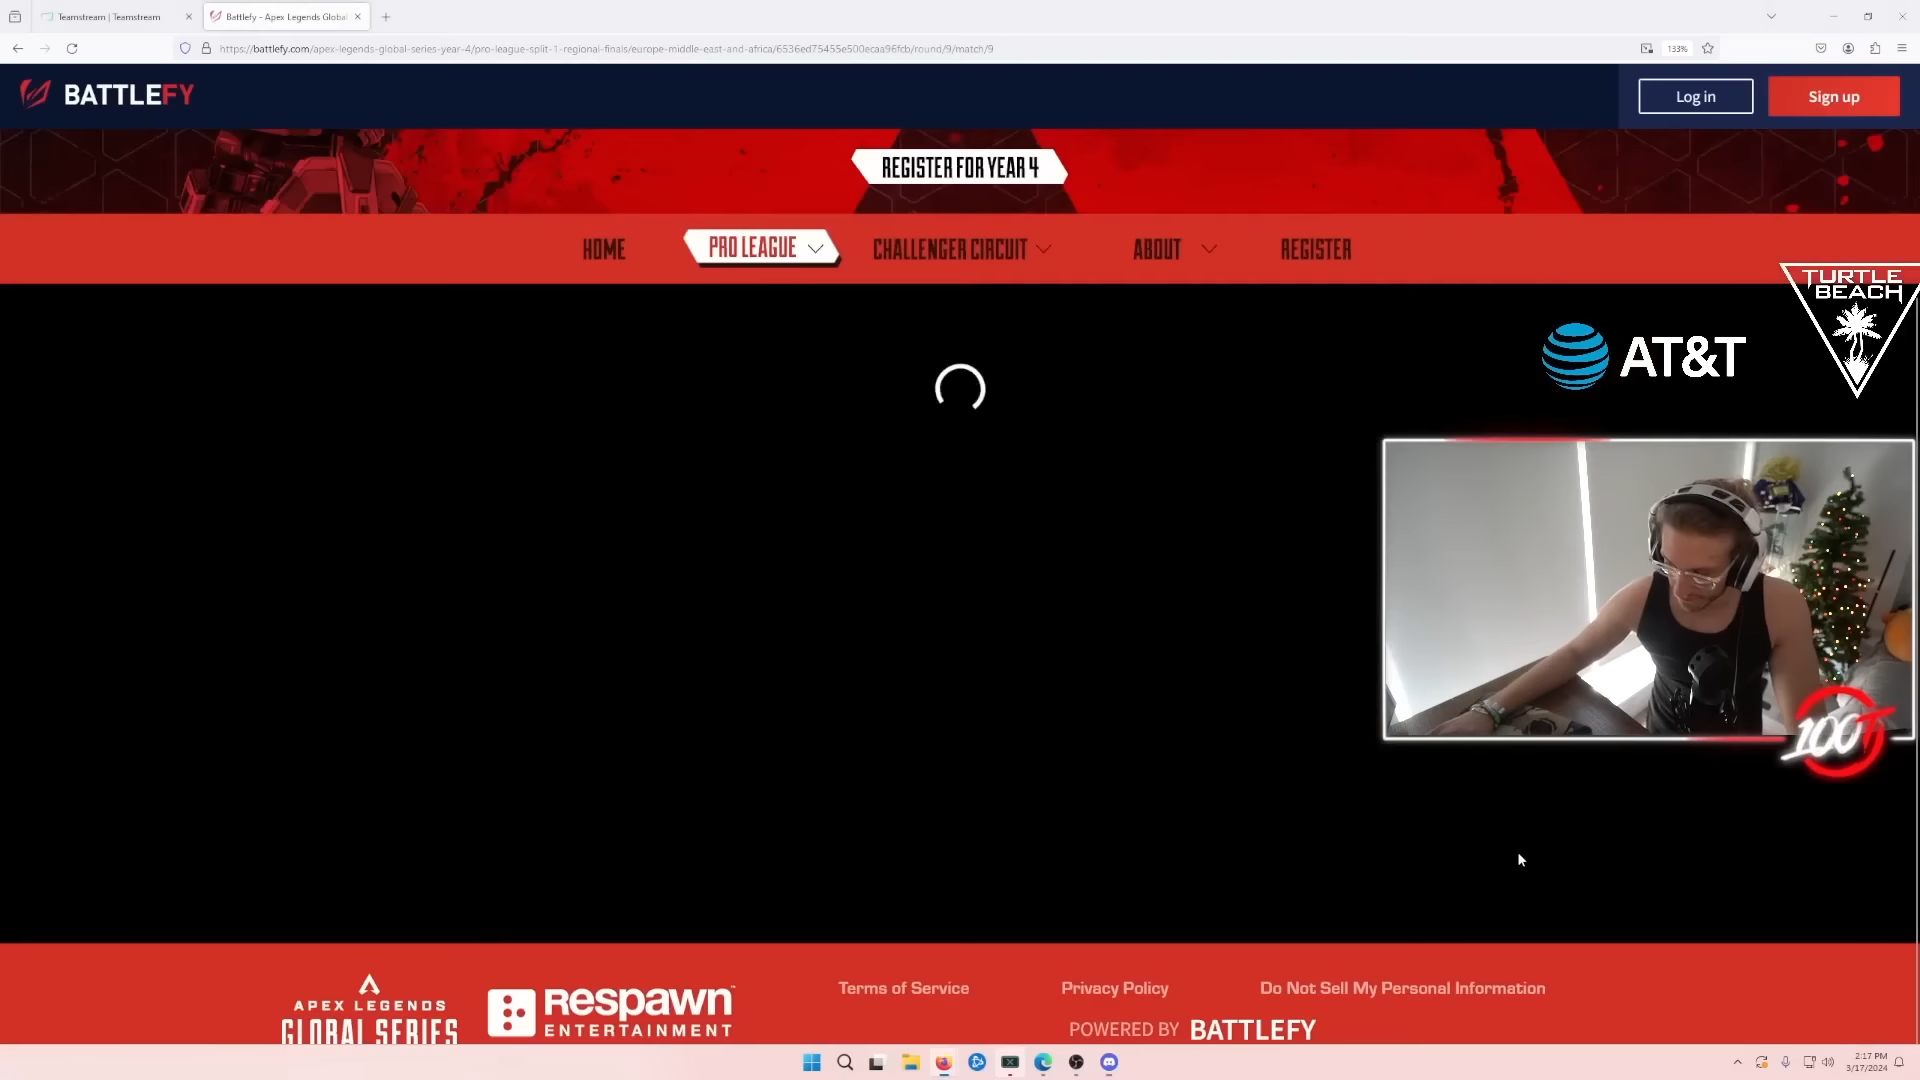 Teamstream | Teamstream
Battlefy - Apex Legends Global
https://battlefy.com/apex-legends-global-series-year-4/pro-league-split-1-regional-finals/europe-middle-east-and-africa/6536ed75455e500ecaa96fcb/round/9/match/9
133%
BATTLEFY
Log in
Sign up
REGISTER FOR YEAR 4
HOME
PRO LEAGUE
CHALLENGER CIRCUIT
ABOUT
REGISTER
TURTLE
BEACH
AT&T
100T
APEX LEGENDS
GLOBAL SERIES
Respawn
ENTERTAINMENT
Terms of Service
Privacy Policy
Do Not Sell My Personal Information
POWERED BY BATTLEFY
2:17 PM
3/17/2024